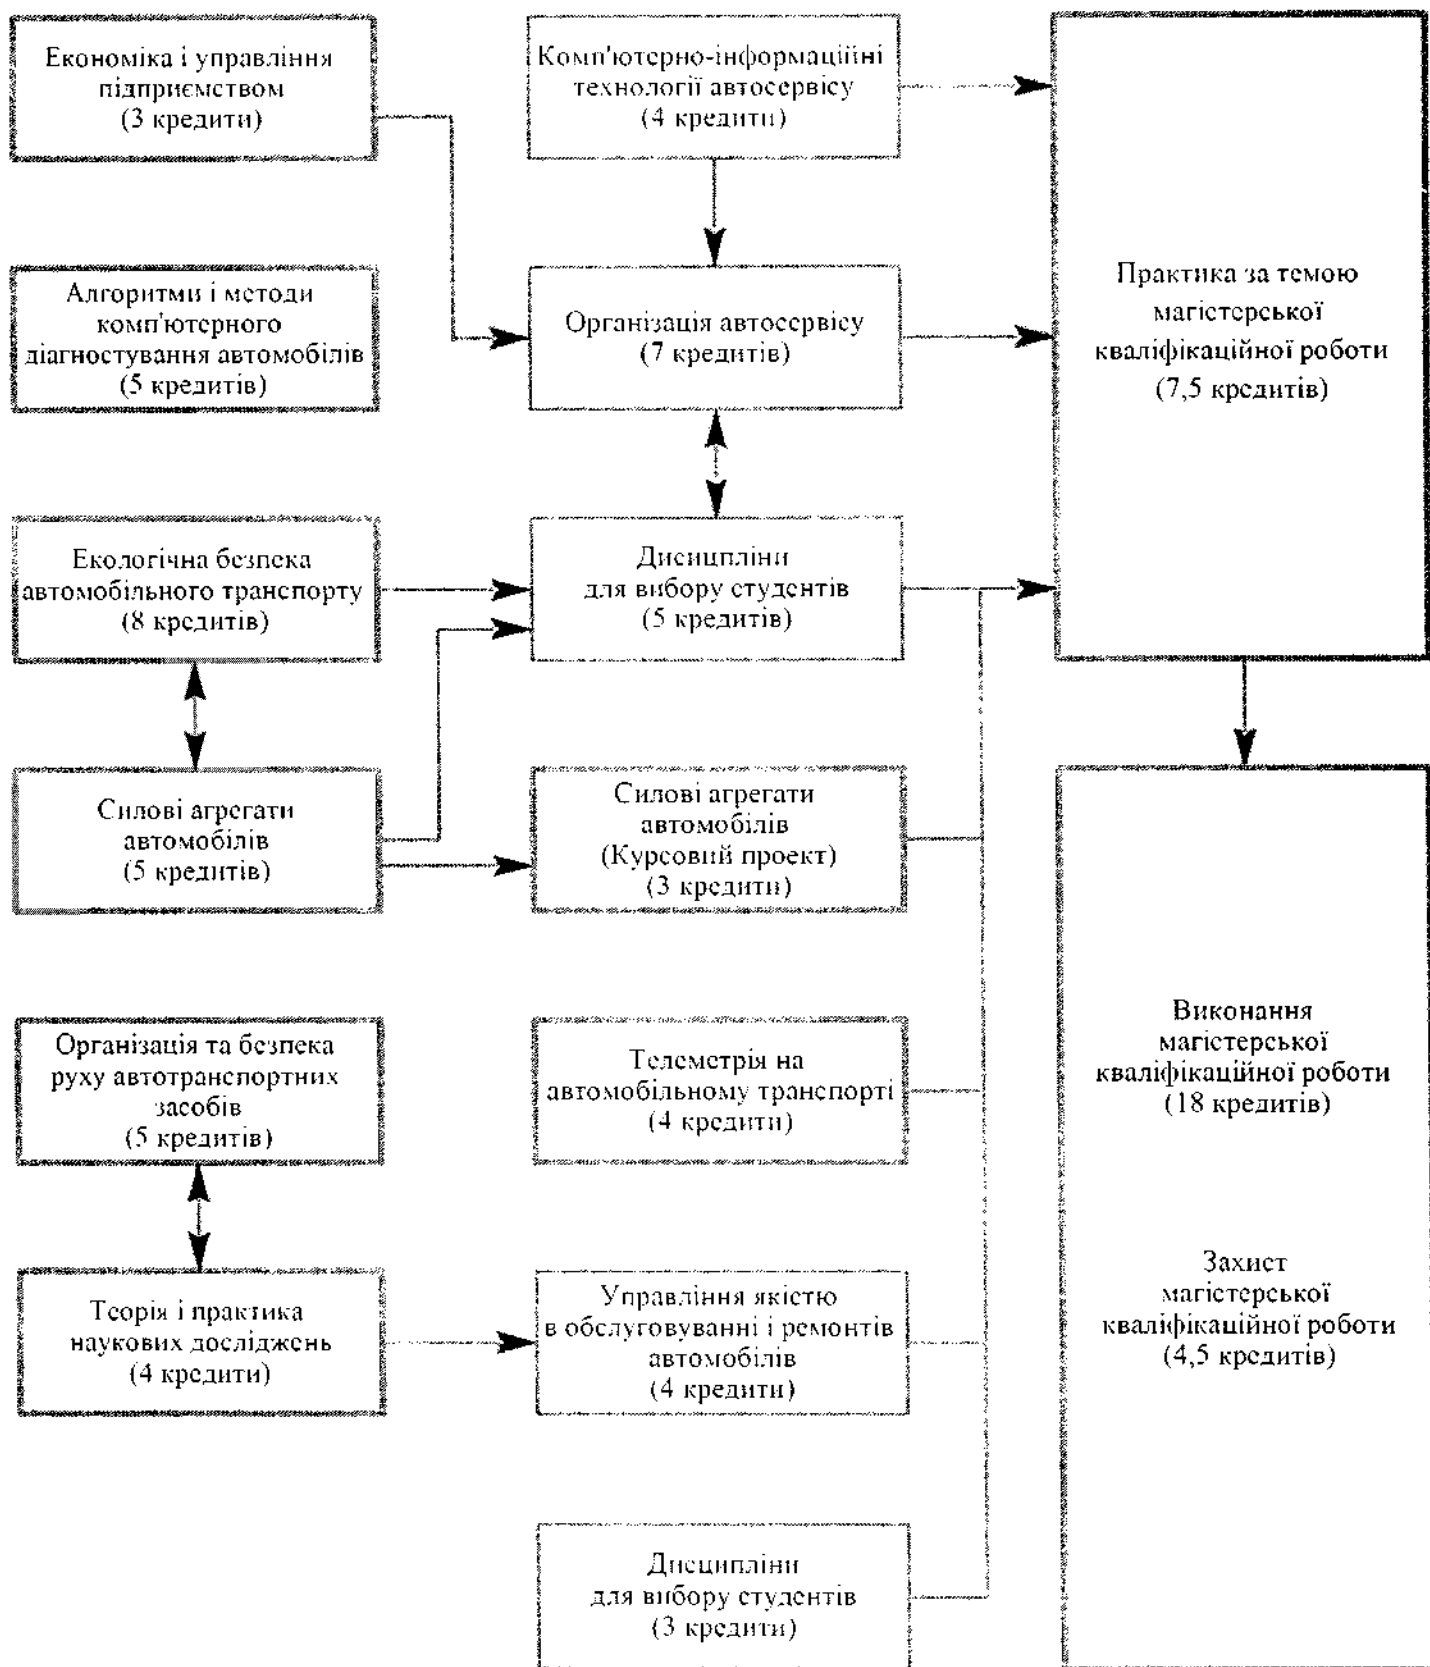 Економіка і управління
підприємством
(3 кредити)
Комп'ютерно-інформаційні
технології автосервісу
(4 кредити)
Алгоритми і методи
комп'ютерного
діагностування автомобілів
(5 кредитів)
Організація автосервісу
(7 кредитів)
Практика за темою
магістерської
кваліфікаційної роботи
(7,5 кредитів)
Екологічна безпека
автомобільного транспорту
(8 кредитів)
Дисицпліни
для вибору студентів
(5 кредитів)
Силові агрегати
автомобілів
(5 кредитів)
Силові агрегати
автомобілів
(Курсовий проект)
(3 кредити)
Організація та безпека
руху автотранспортних
засобів
(5 кредитів)
Телеметрія на
автомобільному транспорті
(4 кредити)
Виконання
магістерської
кваліфікаційної роботи
(18 кредитів)
Теорія і практика
наукових досліджень
(4 кредити)
Управління якістю
в обслуговуванні і ремонтів
автомобілів
(4 кредити)
Захист
магістерської
кваліфікаційної роботи
(4,5 кредитів)
Дисципліни
для вибору студентів
(3 кредити)